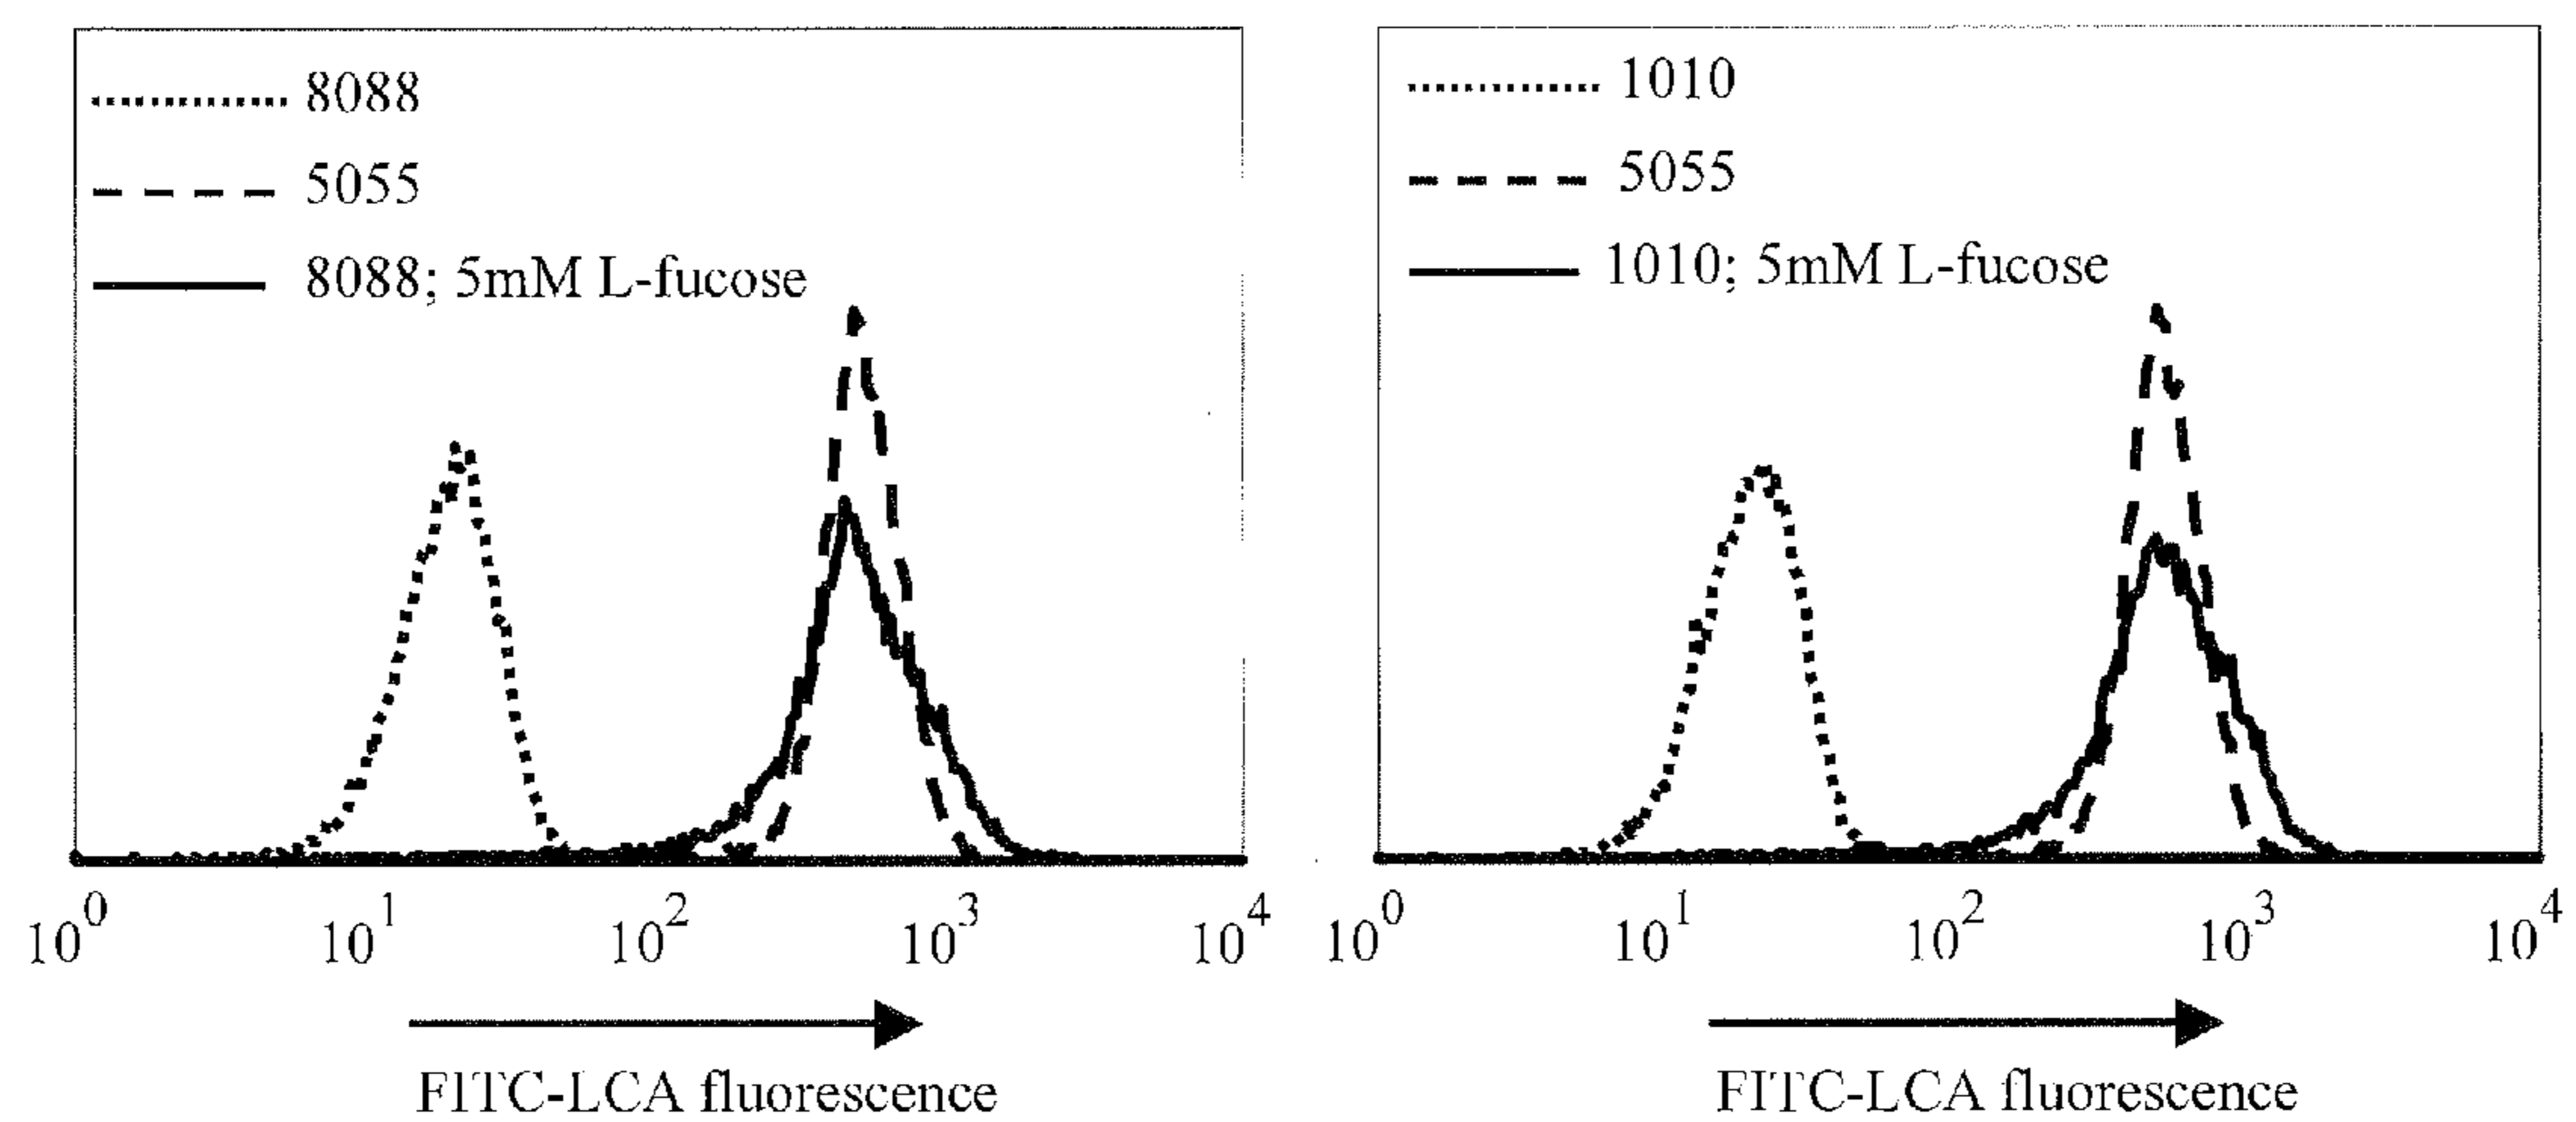 8088
5055
8088; 5mM L-fucose
10^0 10^1 10^2 10^3 10^4
FITC-LCA fluorescence
1010
5055
1010; 5mM L-fucose
10^0 10^1 10^2 10^3 10^4
FITC-LCA fluorescence